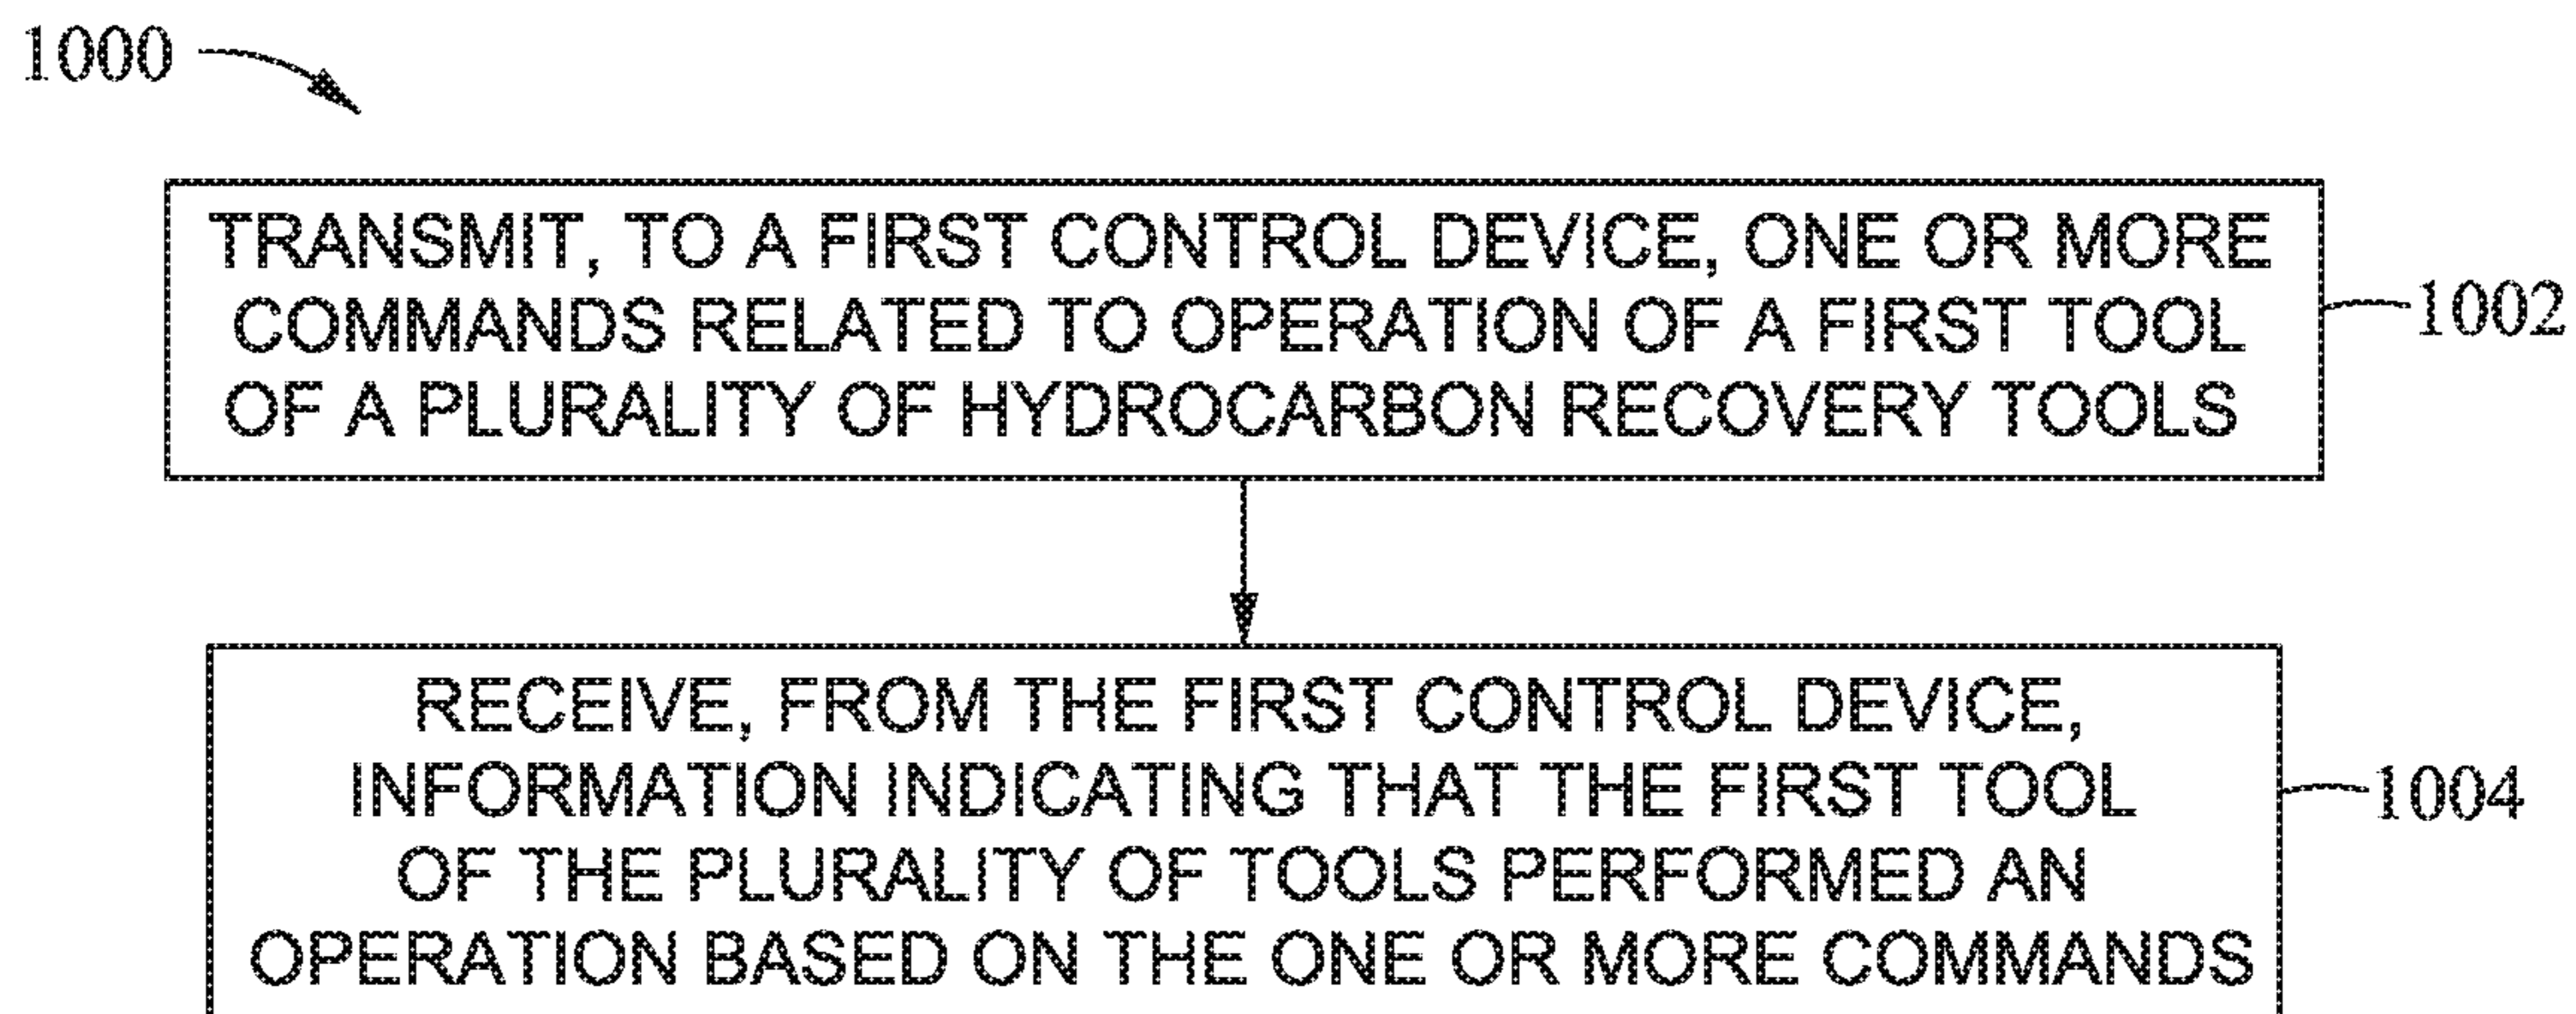 1000
TRANSMIT, TO A FIRST CONTROL DEVICE, ONE OR MORE
COMMANDS RELATED TO OPERATION OF A FIRST TOOL
OF A PLURALITY OF HYDROCARBON RECOVERY TOOLS
1002
RECEIVE, FROM THE FIRST CONTROL DEVICE,
INFORMATION INDICATING THAT THE FIRST TOOL
OF THE PLURALITY OF TOOLS PERFORMED AN
OPERATION BASED ON THE ONE OR MORE COMMANDS
1004